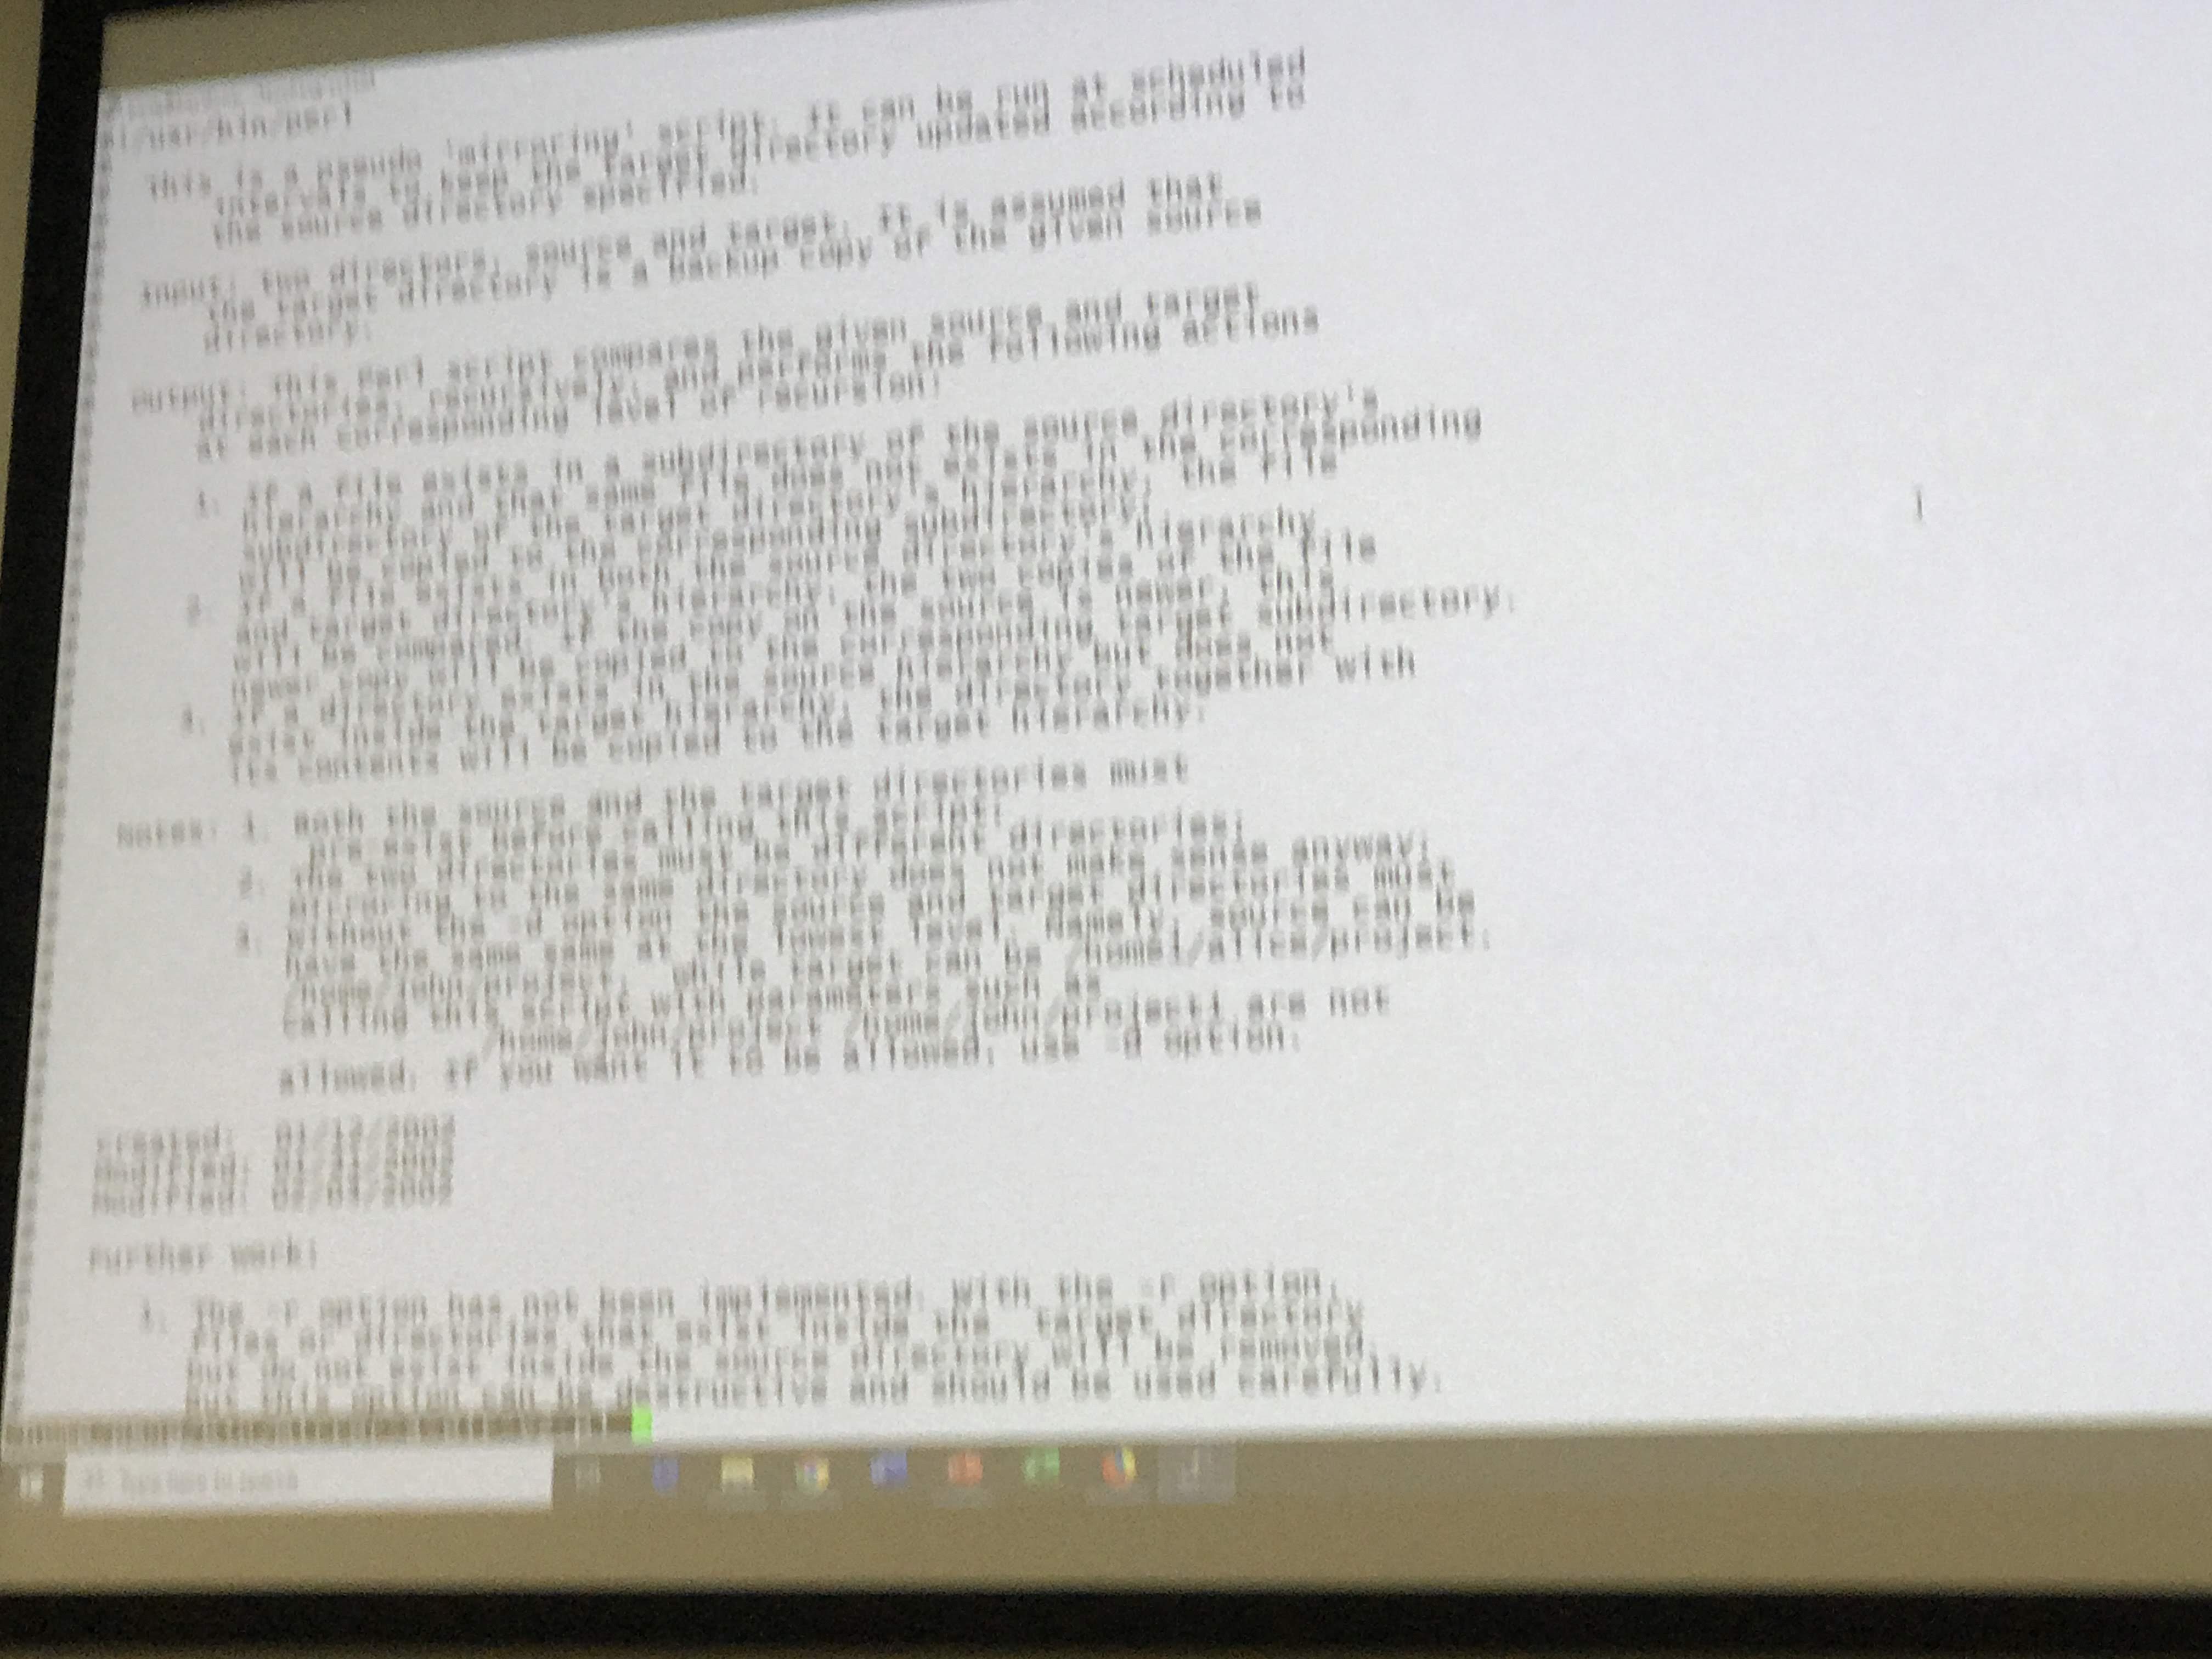 #!/usr/bin/perl
This is a pseudo 'mirroring' script. It can be run at scheduled
intervals to keep the target directory updated according to
the source directory specified.
Input: two directors, source and target. It is assumed that
the target directory is a backup copy of the given source
directory.
Output: This Perl script compares the given source and target
directories, recursively, and performs the following actions
at each corresponding level of recursion:
1. If a file exists in a subdirectory of the source directory's
hierarchy and that same file does not exists in the corresponding
subdirectory of the target directory's hierarchy, the file
will be copied to the corresponding subdirectory;
2. If a file exists in both the source directory's hierarchy
and target directory's hierarchy, the two copies of the file
will be compared. If the copy on the source is newer, this
newer copy will be copied to the corresponding target subdirectory.
3. If a directory exists in the source hierarchy but does not
exist inside the target hierarchy, the directory together with
its contents will be copied to the target hierarchy.
Notes: 1. Both the source and the target directories must
pre exist before calling this script;
2. The two directories must be different directories;
mirroring to the same directory does not make sense anyway;
3. Without the -d option the source and target directories must
have the same name at the lowest level. Namely, source can be
/home/john/project, while target can be /home1/alice/project.
Calling this script with parameters such as
/home/john/project /home/john/project1 are not
allowed. If you want it to be allowed, use -d option.
Created: 01/12/2002
Modified: 01/21/2002
Modified: 02/04/2002
Further work:
1. The -r option has not been implemented. With the -r option,
files or directories that exist inside the target directory
but do not exist inside the source directory will be removed.
But this option can be destructive and should be used carefully.